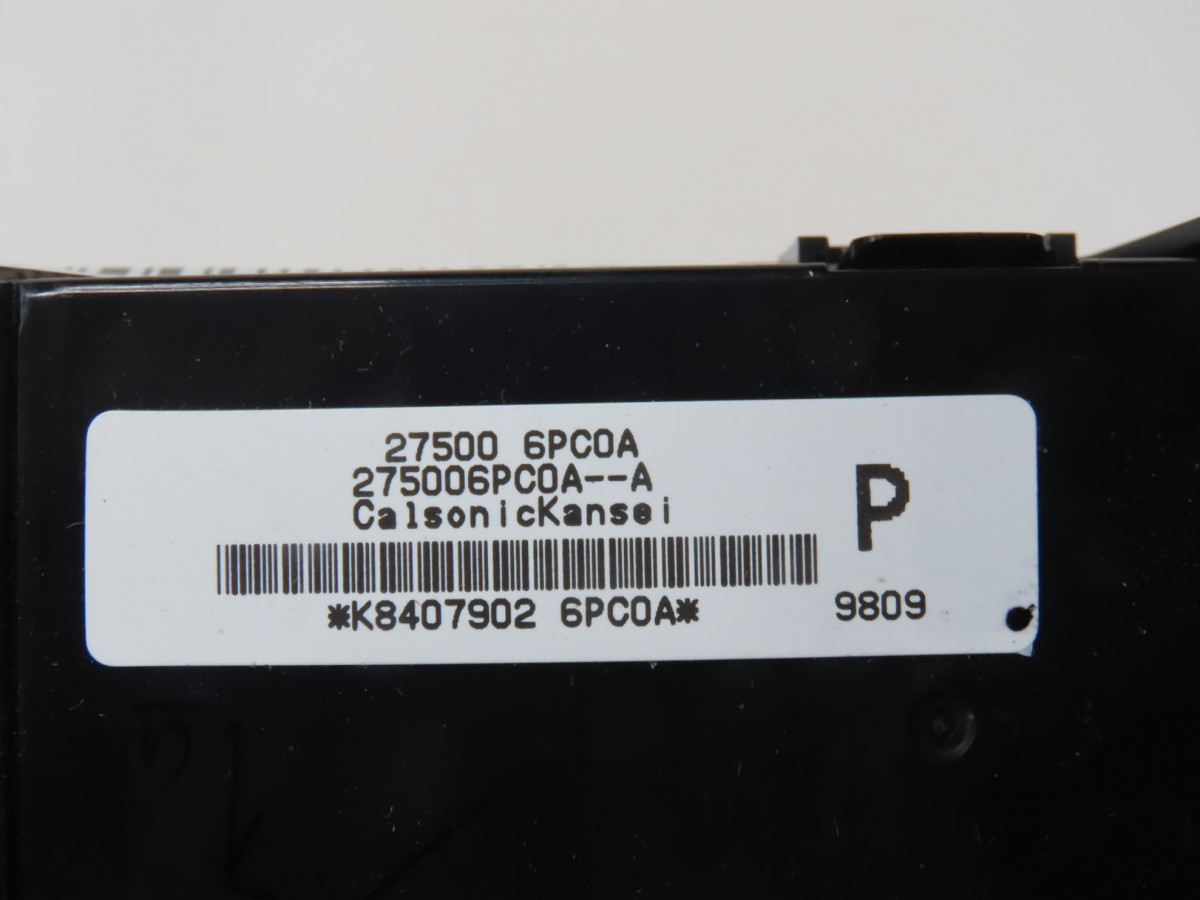 27500 6PC0A
275006PC0A--A
CalsonicKansei
P
*K8407902 6PC0A*
9809